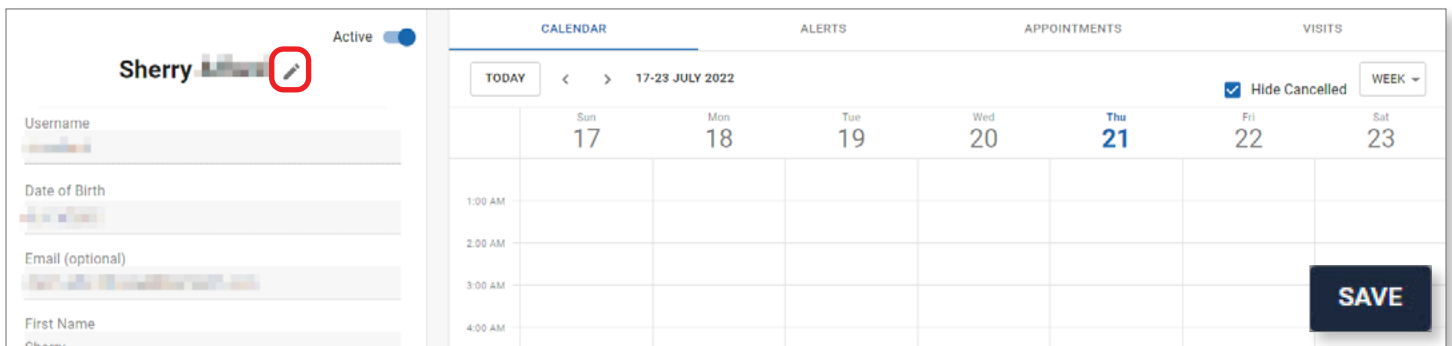 Active
Sherry
Username
Date of Birth
Email (optional)
First Name
Sherry
CALENDAR ALERTS APPOINTMENTS VISITS
TODAY < > 17-23 JULY 2022 Hide Cancelled WEEK
Sun Mon Tue Wed Thu Fri Sat
17 18 19 20 21 22 23
1:00 AM
2:00 AM
3:00 AM
4:00 AM
SAVE